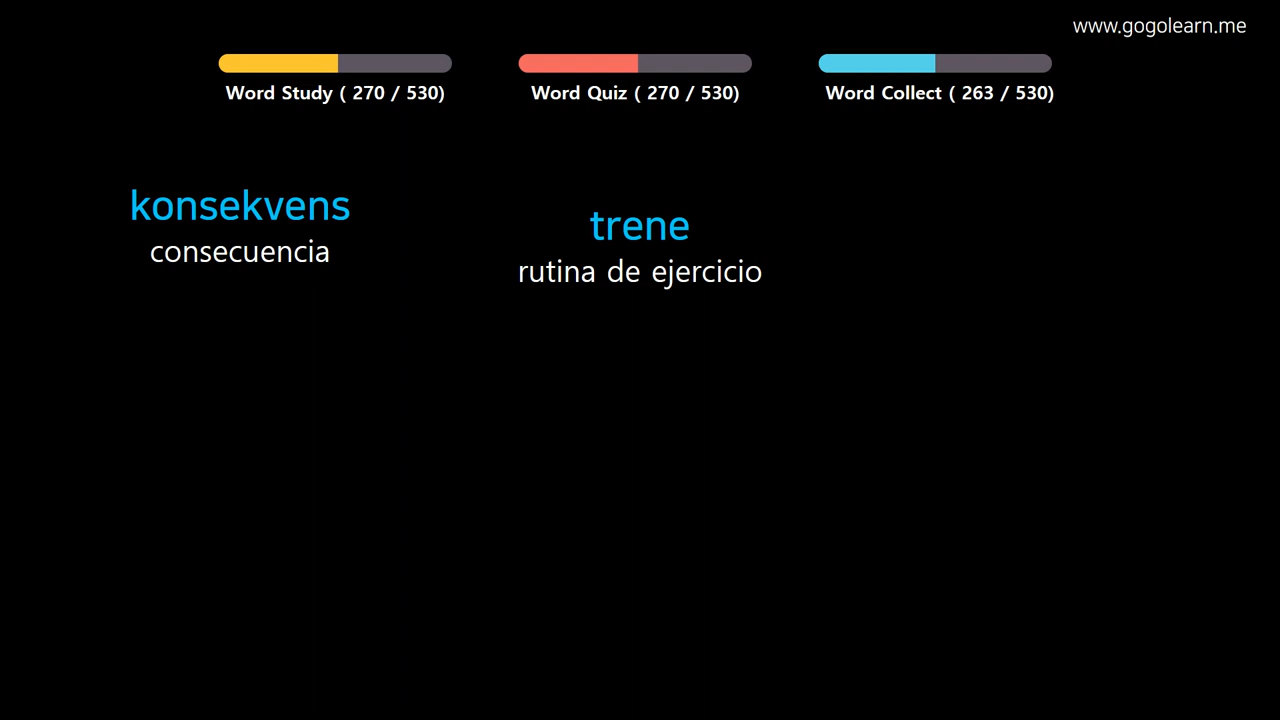 www.gogolearn.me
Word Study ( 270 / 530)
Word Quiz ( 270 / 530)
Word Collect ( 263 / 530)
konsekvens
consecuencia
trene
rutina de ejercicio